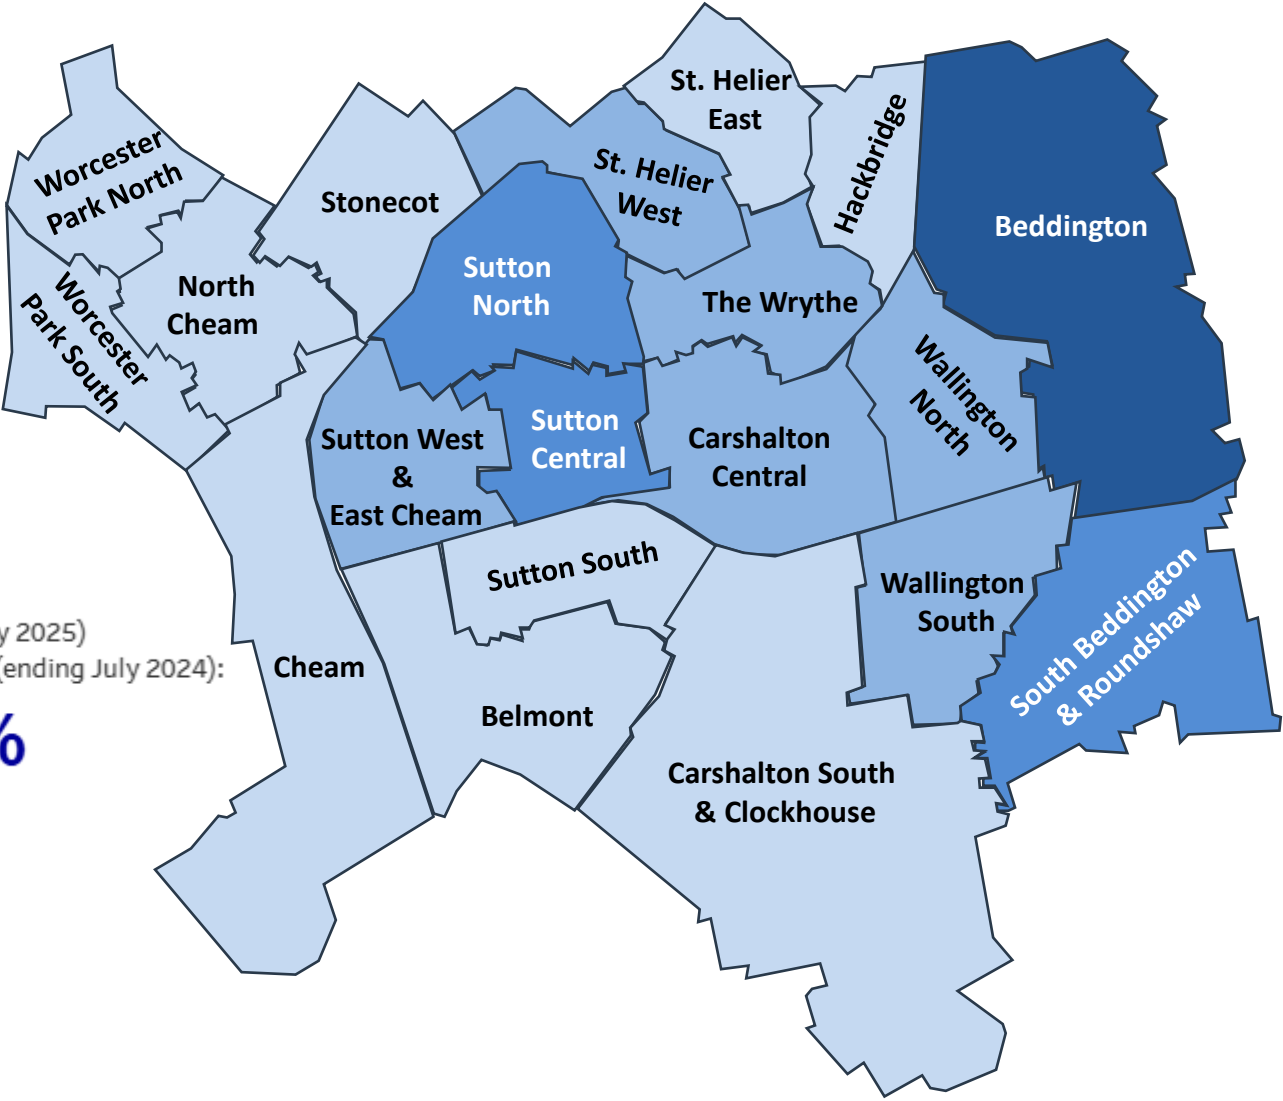 St. Helier
East
Hackbridge
Worcester
Park North
Stonecot
St. Helier
West
Beddington
Sutton
North
North
Cheam
The Wrythe
Worcester
Park South
Wallington
North
Sutton West
&
East Cheam
Sutton
Central
Carshalton
Central
Sutton South
Wallington
South
South Beddington
& Roundshaw
y 2025)
(ending July 2024):
%
Cheam
Belmont
Carshalton South
& Clockhouse